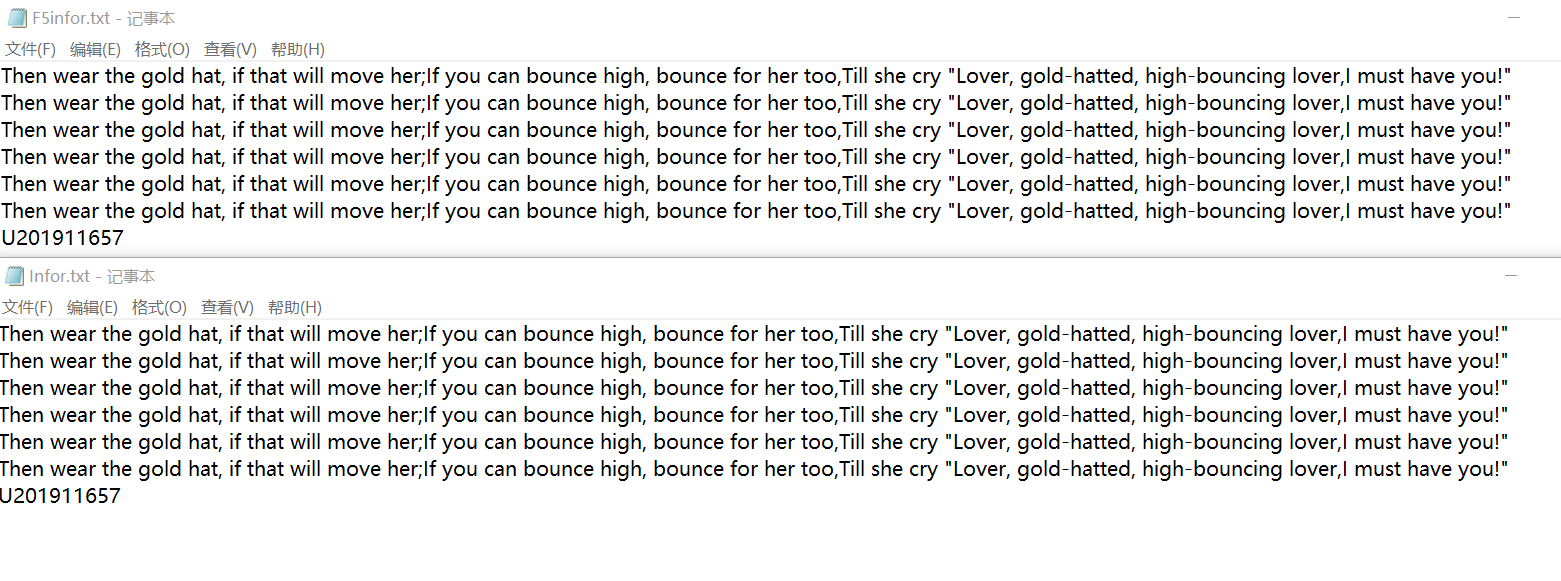 F5infor.txt - 记事本
文件(F) 编辑(E) 格式(O) 查看(V) 帮助(H)
Then wear the gold hat, if that will move her;If you can bounce high, bounce for her too,Till she cry "Lover, gold-hatted, high-bouncing lover,I must have you!"
Then wear the gold hat, if that will move her;If you can bounce high, bounce for her too,Till she cry "Lover, gold-hatted, high-bouncing lover,I must have you!"
Then wear the gold hat, if that will move her;If you can bounce high, bounce for her too,Till she cry "Lover, gold-hatted, high-bouncing lover,I must have you!"
Then wear the gold hat, if that will move her;If you can bounce high, bounce for her too,Till she cry "Lover, gold-hatted, high-bouncing lover,I must have you!"
Then wear the gold hat, if that will move her;If you can bounce high, bounce for her too,Till she cry "Lover, gold-hatted, high-bouncing lover,I must have you!"
Then wear the gold hat, if that will move her;If you can bounce high, bounce for her too,Till she cry "Lover, gold-hatted, high-bouncing lover,I must have you!"
U201911657
Infor.txt - 记事本
文件(F) 编辑(E) 格式(O) 查看(V) 帮助(H)
Then wear the gold hat, if that will move her;If you can bounce high, bounce for her too,Till she cry "Lover, gold-hatted, high-bouncing lover,I must have you!"
Then wear the gold hat, if that will move her;If you can bounce high, bounce for her too,Till she cry "Lover, gold-hatted, high-bouncing lover,I must have you!"
Then wear the gold hat, if that will move her;If you can bounce high, bounce for her too,Till she cry "Lover, gold-hatted, high-bouncing lover,I must have you!"
Then wear the gold hat, if that will move her;If you can bounce high, bounce for her too,Till she cry "Lover, gold-hatted, high-bouncing lover,I must have you!"
Then wear the gold hat, if that will move her;If you can bounce high, bounce for her too,Till she cry "Lover, gold-hatted, high-bouncing lover,I must have you!"
Then wear the gold hat, if that will move her;If you can bounce high, bounce for her too,Till she cry "Lover, gold-hatted, high-bouncing lover,I must have you!"
U201911657